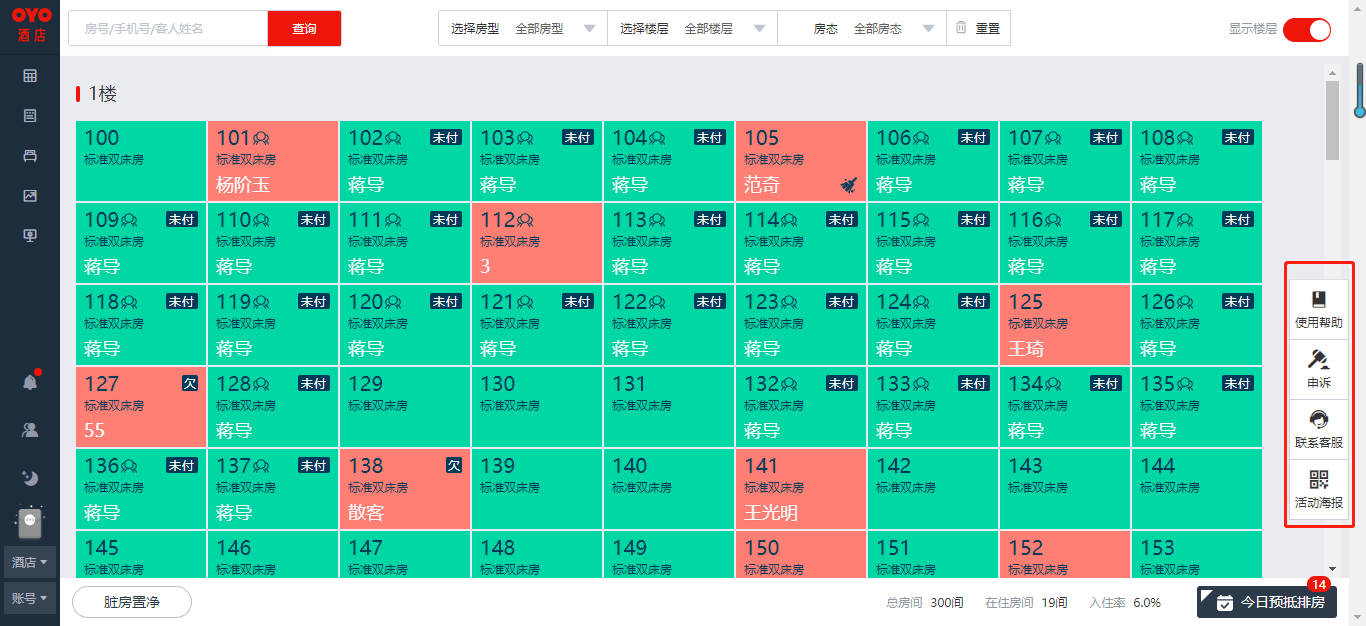 OYO
酒店
房号/手机号/客人姓名
查询
选择房型 全部房型
选择楼层 全部楼层
房态 全部房态
重置
显示楼层
1楼
100
标准双床房
101
标准双床房
杨阶玉
102 未付
标准双床房
蒋导
103 未付
标准双床房
蒋导
104 未付
标准双床房
蒋导
105
标准双床房
范奇
106 未付
标准双床房
蒋导
107 未付
标准双床房
蒋导
108 未付
标准双床房
蒋导
109 未付
标准双床房
蒋导
110 未付
标准双床房
蒋导
111 未付
标准双床房
蒋导
112
标准双床房
3
113 未付
标准双床房
蒋导
114 未付
标准双床房
蒋导
115 未付
标准双床房
蒋导
116 未付
标准双床房
蒋导
117 未付
标准双床房
蒋导
118 未付
标准双床房
蒋导
119 未付
标准双床房
蒋导
120 未付
标准双床房
蒋导
121 未付
标准双床房
蒋导
122 未付
标准双床房
蒋导
123 未付
标准双床房
蒋导
124 未付
标准双床房
蒋导
125
标准双床房
王琦
126 未付
标准双床房
蒋导
127 欠
标准双床房
55
128 未付
标准双床房
蒋导
129
标准双床房
130
标准双床房
131
标准双床房
132 未付
标准双床房
蒋导
133 未付
标准双床房
蒋导
134 未付
标准双床房
蒋导
135 未付
标准双床房
蒋导
136 未付
标准双床房
蒋导
137 未付
标准双床房
蒋导
138 欠
标准双床房
散客
139
标准双床房
140
标准双床房
141
标准双床房
王光明
142
标准双床房
143
标准双床房
144
标准双床房
145
标准双床房
146
标准双床房
147
标准双床房
148
标准双床房
149
标准双床房
150
标准双床房
151
标准双床房
152
标准双床房
153
标准双床房
使用帮助
申诉
联系客服
活动海报
酒店
账号
脏房置净
总房间 300间 在住房间 19间 入住率 6.0%
14
今日预抵排房